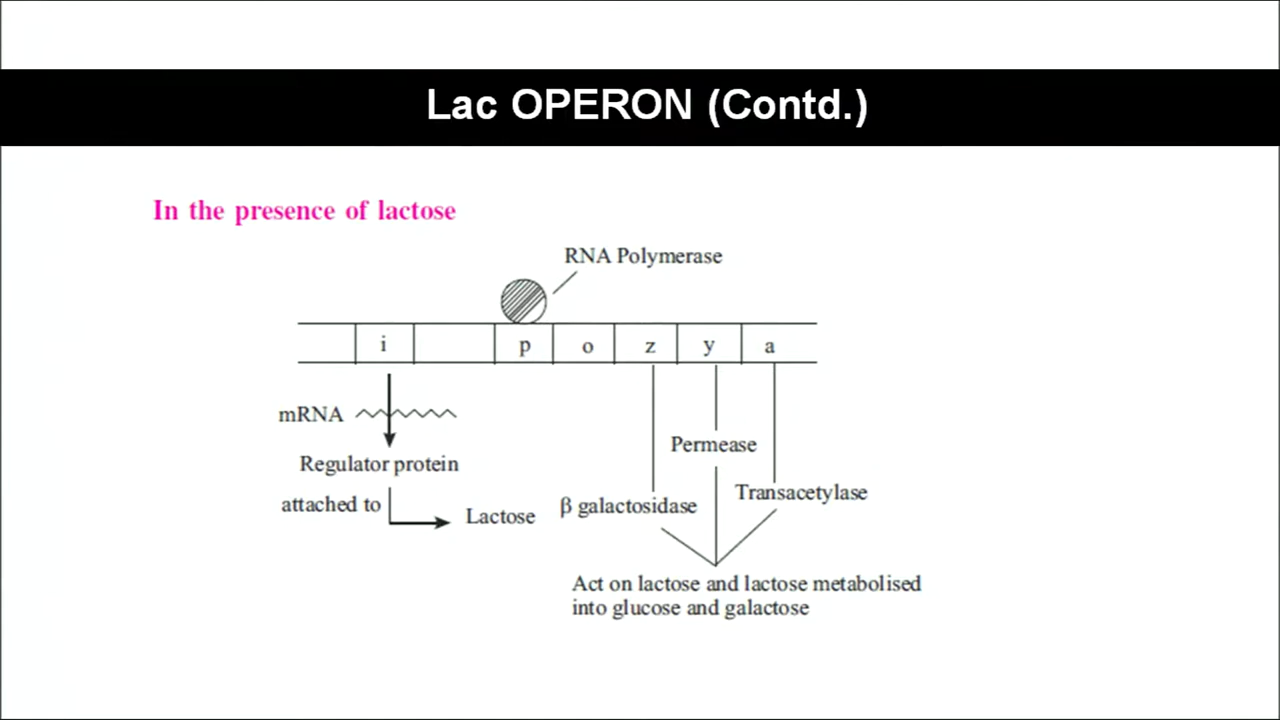 Lac OPERON (Contd.)
In the presence of lactose
RNA Polymerase
i p o z y a
mRNA
Regulator protein
attached to
Lactose
Permease
β galactosidase
Transacetylase
Act on lactose and lactose metabolised
into glucose and galactose